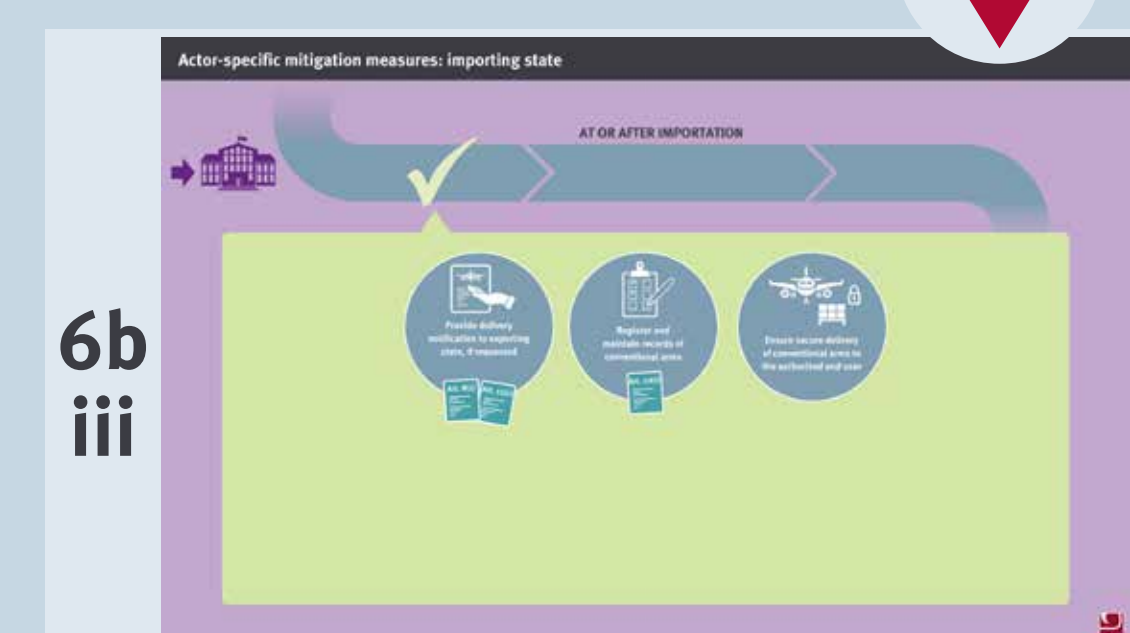 Actor-specific mitigation measures: importing state
AT OR AFTER IMPORTATION
6b
iii
Provide delivery
notification to exporting
state, if requested
Register and
maintain records of
conventional arms
Ensure secure delivery
of conventional arms to
the authorized end user